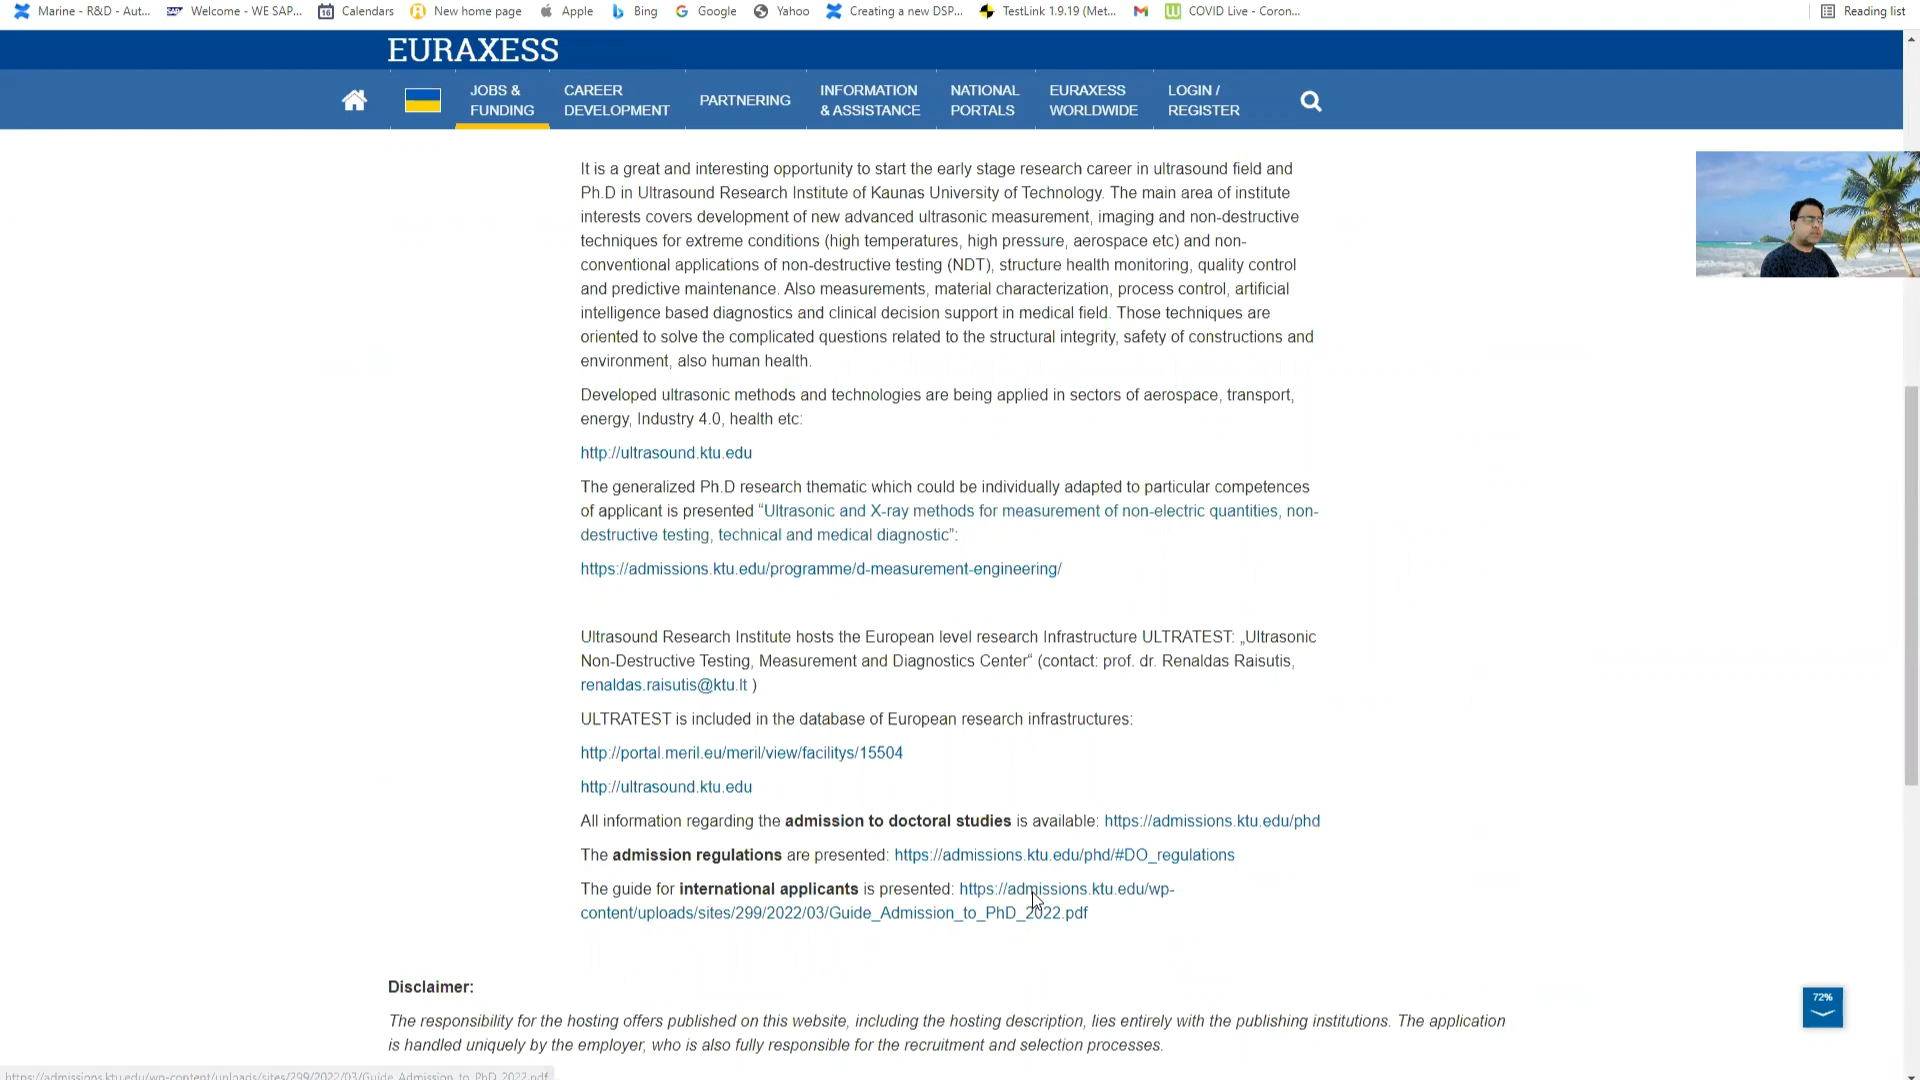 Marine - R&D - Aut... Welcome - WE SAP... Calendars New home page Apple Bing Google Yahoo Creating a new DSP... TestLink 1.9.19 (Met... COVID Live - Coron... Reading list
EURAXESS
JOBS &
FUNDING
CAREER
DEVELOPMENT
PARTNERING
INFORMATION
& ASSISTANCE
NATIONAL
PORTALS
EURAXESS
WORLDWIDE
LOGIN /
REGISTER
It is a great and interesting opportunity to start the early stage research career in ultrasound field and
Ph.D in Ultrasound Research Institute of Kaunas University of Technology. The main area of institute
interests covers development of new advanced ultrasonic measurement, imaging and non-destructive
techniques for extreme conditions (high temperatures, high pressure, aerospace etc) and non-
conventional applications of non-destructive testing (NDT), structure health monitoring, quality control
and predictive maintenance. Also measurements, material characterization, process control, artificial
intelligence based diagnostics and clinical decision support in medical field. Those techniques are
oriented to solve the complicated questions related to the structural integrity, safety of constructions and
environment, also human health.
Developed ultrasonic methods and technologies are being applied in sectors of aerospace, transport,
energy, Industry 4.0, health etc:
http://ultrasound.ktu.edu
The generalized Ph.D research thematic which could be individually adapted to particular competences
of applicant is presented “Ultrasonic and X-ray methods for measurement of non-electric quantities, non-
destructive testing, technical and medical diagnostic”:
https://admissions.ktu.edu/programme/d-measurement-engineering/
Ultrasound Research Institute hosts the European level research Infrastructure ULTRATEST: „Ultrasonic
Non-Destructive Testing, Measurement and Diagnostics Center“ (contact: prof. dr. Renaldas Raisutis,
renaldas.raisutis@ktu.lt )
ULTRATEST is included in the database of European research infrastructures:
http://portal.meril.eu/meril/view/facilitys/15504
http://ultrasound.ktu.edu
All information regarding the admission to doctoral studies is available: https://admissions.ktu.edu/phd
The admission regulations are presented: https://admissions.ktu.edu/phd/#DO_regulations
The guide for international applicants is presented: https://admissions.ktu.edu/wp-
content/uploads/sites/299/2022/03/Guide_Admission_to_PhD_2022.pdf
Disclaimer:
72%
The responsibility for the hosting offers published on this website, including the hosting description, lies entirely with the publishing institutions. The application
is handled uniquely by the employer, who is also fully responsible for the recruitment and selection processes.
https://admissions.ktu.edu/wp-content/uploads/sites/299/2022/03/Guide_Admission_to_PhD_2022.pdf